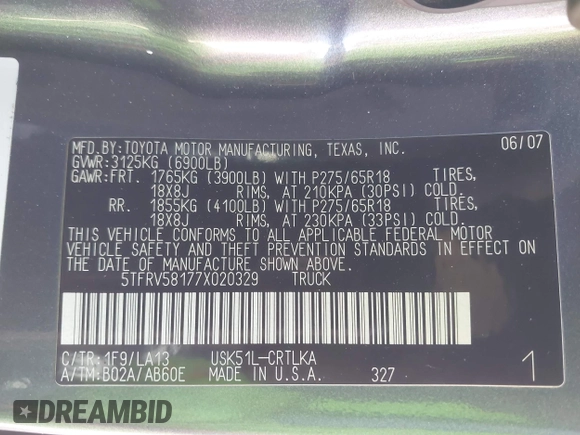 MFD.BY:TOYOTA MOTOR MANUFACTURING, TEXAS, INC. 06/07
GVWR:3125KG (6900LB)
GAWR:FRT. 1765KG (3900LB) WITH P275/65R18 TIRES,
18X8J RIMS, AT 210KPA (30PSI) COLD.
RR. 1855KG (4100LB) WITH P275/65R18 TIRES,
18X8J RIMS, AT 230KPA (33PSI) COLD.
THIS VEHICLE CONFORMS TO ALL APPLICABLE FEDERAL MOTOR
VEHICLE SAFETY AND THEFT PREVENTION STANDARDS IN EFFECT ON
THE DATE OF MANUFACTURE SHOWN ABOVE.
5TFRV58177X020329 TRUCK
C/TR:1F9/LA13 USK51L-CRTLKA
A/TM:B02A/AB60E MADE IN U.S.A. 327 1
DREAMBID